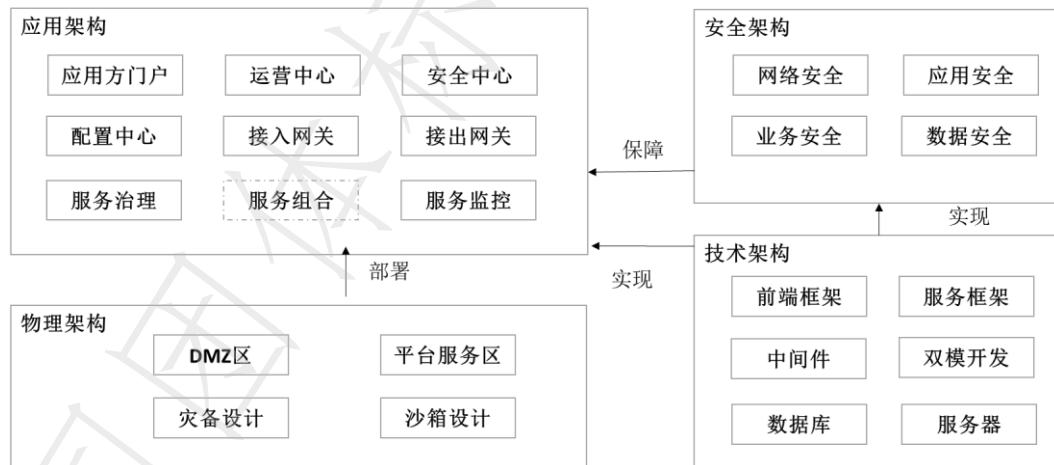 应用架构
应用方门户
运营中心
安全中心
配置中心
接入网关
接出网关
服务治理
服务组合
服务监控
安全架构
网络安全
应用安全
业务安全
数据安全
保障
实现
部署
实现
物理架构
DMZ区
平台服务区
灾备设计
沙箱设计
技术架构
前端框架
服务框架
中间件
双模开发
数据库
服务器
团体标